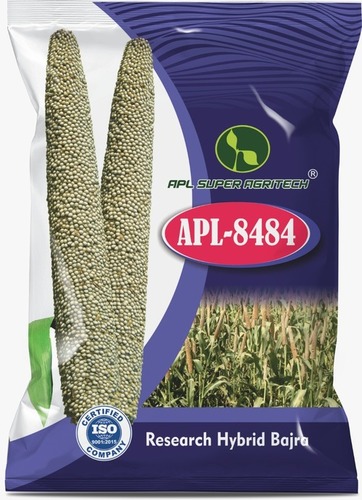 APL SUPER AGRITECH®
APL-8484
CERTIFIED
ISO
9001:2015
COMPANY
Research Hybrid Bajra